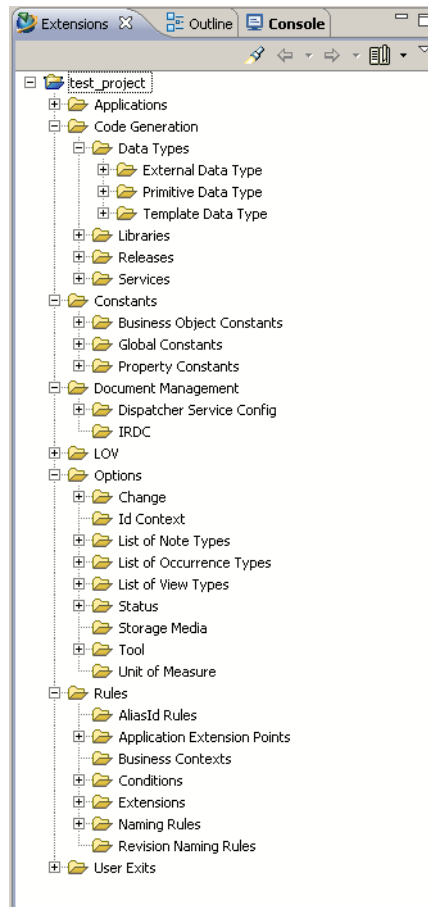 Extensions Outline Console
test_project
Applications
Code Generation
Data Types
External Data Type
Primitive Data Type
Template Data Type
Libraries
Releases
Services
Constants
Business Object Constants
Global Constants
Property Constants
Document Management
Dispatcher Service Config
IRDC
LOV
Options
Change
Id Context
List of Note Types
List of Occurrence Types
List of View Types
Status
Storage Media
Tool
Unit of Measure
Rules
AliasId Rules
Application Extension Points
Business Contexts
Conditions
Extensions
Naming Rules
Revision Naming Rules
User Exits